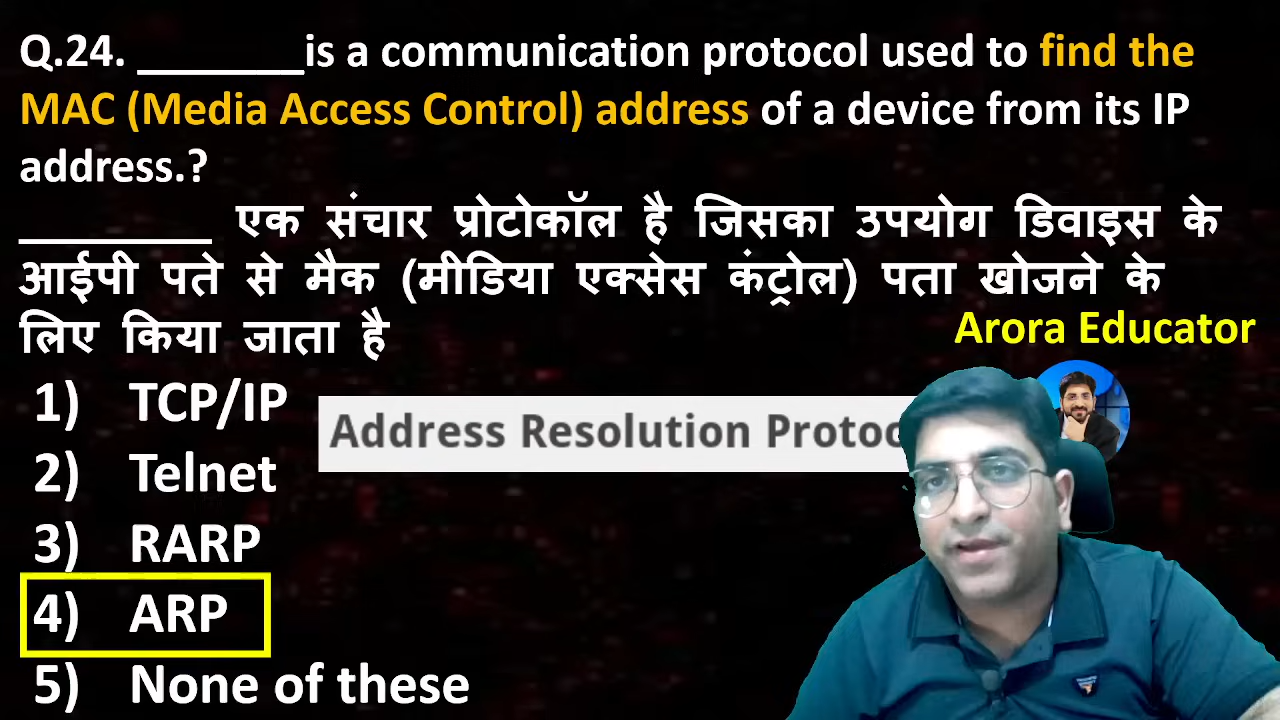 Q.24. ________is a communication protocol used to find the
MAC (Media Access Control) address of a device from its IP
address.?
________ एक संचार प्रोटोकॉल है जिसका उपयोग डिवाइस के
आईपी पते से मैक (मीडिया एक्सेस कंट्रोल) पता खोजने के
लिए किया जाता है
Arora Educator
1) TCP/IP
Address Resolution
2) Telnet
3) RARP
4) ARP
5) None of these